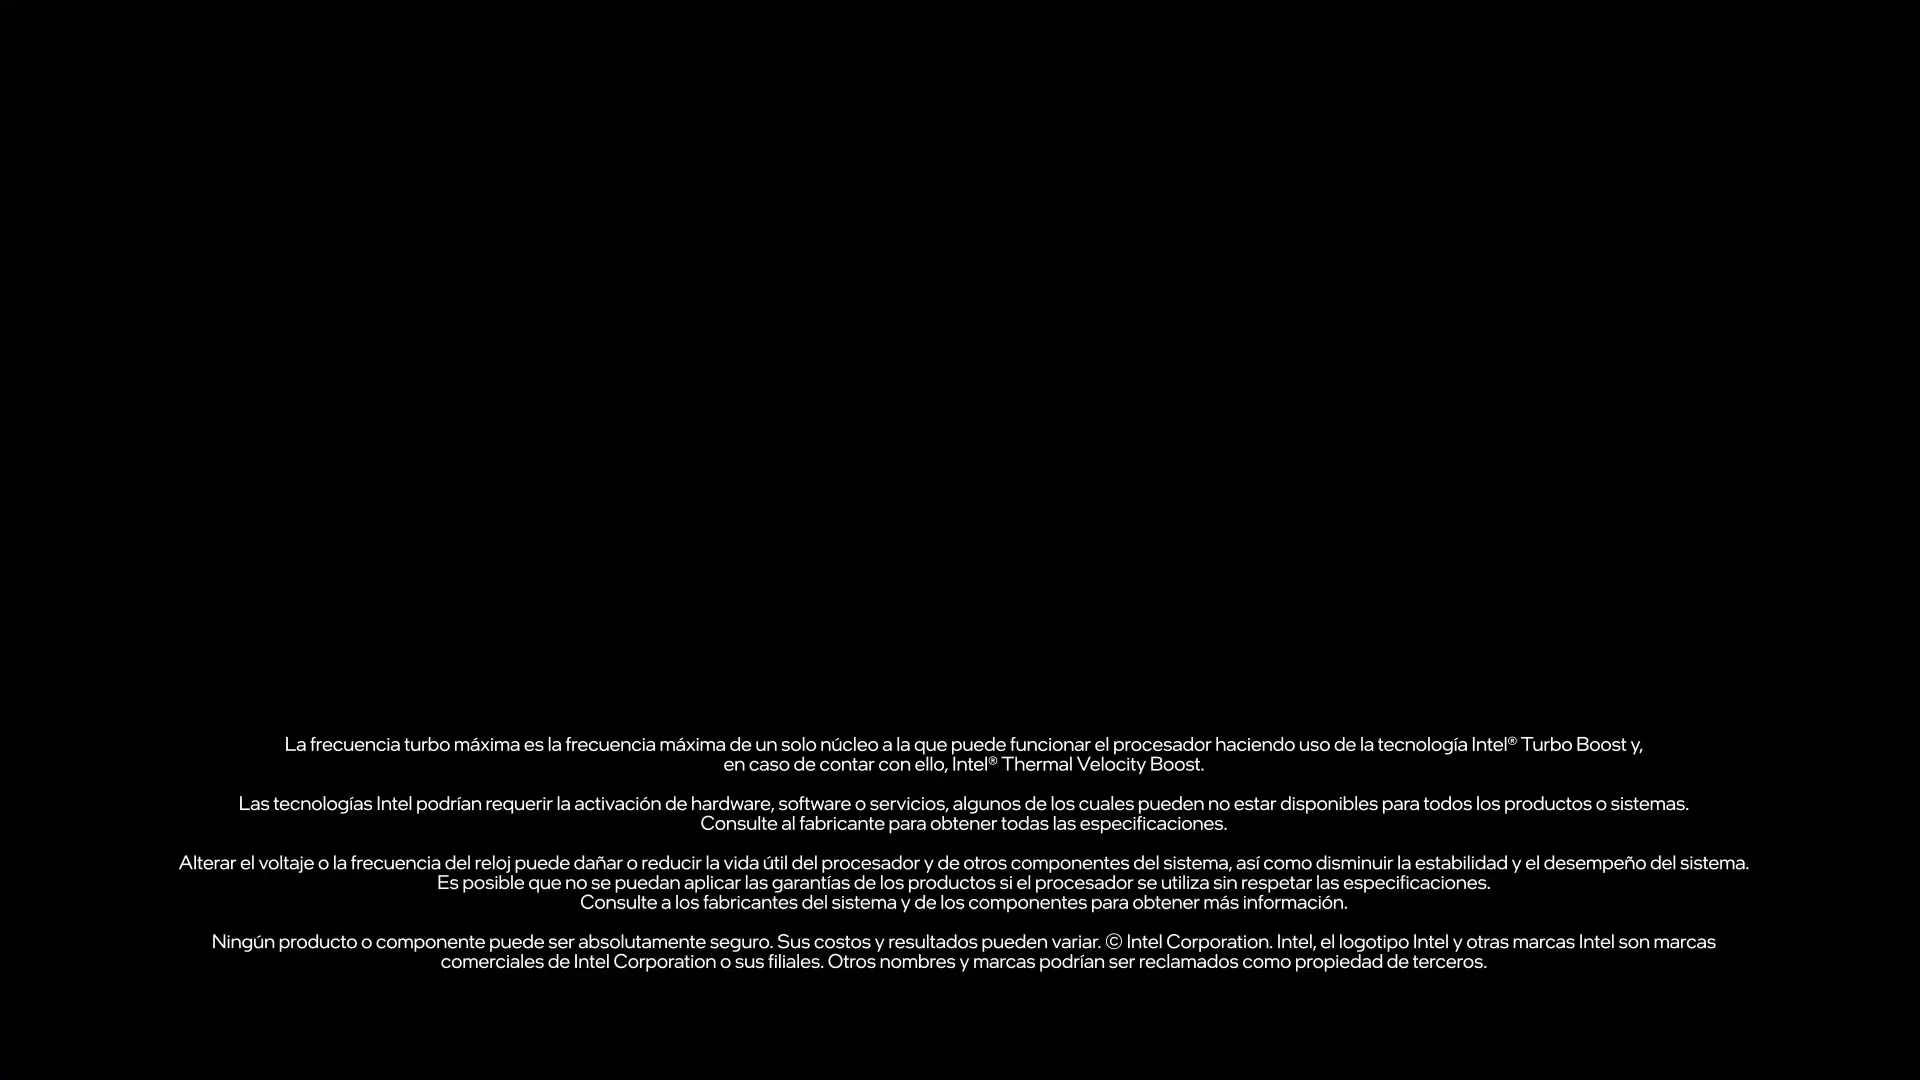 La frecuencia turbo máxima es la frecuencia máxima de un solo núcleo a la que puede funcionar el procesador haciendo uso de la tecnología Intel® Turbo Boost y,
en caso de contar con ello, Intel® Thermal Velocity Boost.
Las tecnologías Intel podrían requerir la activación de hardware, software o servicios, algunos de los cuales pueden no estar disponibles para todos los productos o sistemas.
Consulte al fabricante para obtener todas las especificaciones.
Alterar el voltaje o la frecuencia del reloj puede dañar o reducir la vida útil del procesador y de otros componentes del sistema, así como disminuir la estabilidad y el desempeño del sistema.
Es posible que no se puedan aplicar las garantías de los productos si el procesador se utiliza sin respetar las especificaciones.
Consulte a los fabricantes del sistema y de los componentes para obtener más información.
Ningún producto o componente puede ser absolutamente seguro. Sus costos y resultados pueden variar. © Intel Corporation. Intel, el logotipo Intel y otras marcas Intel son marcas
comerciales de Intel Corporation o sus filiales. Otros nombres y marcas podrían ser reclamados como propiedad de terceros.